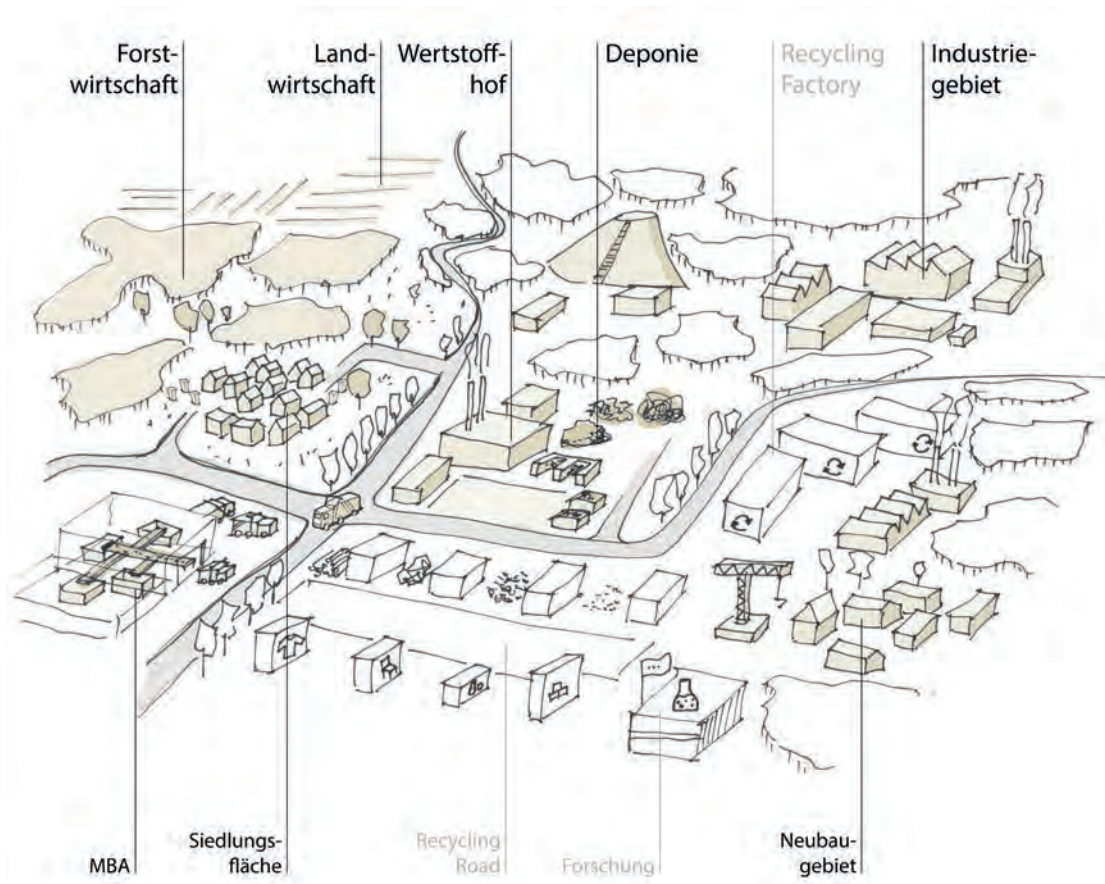 Forst-
wirtschaft
Land-
wirtschaft
Wertstoff-
hof
Deponie
Recycling
Factory
Industrie-
gebiet
MBA
Siedlungs-
fläche
Recycling
Road
Forschung
Neubau-
gebiet